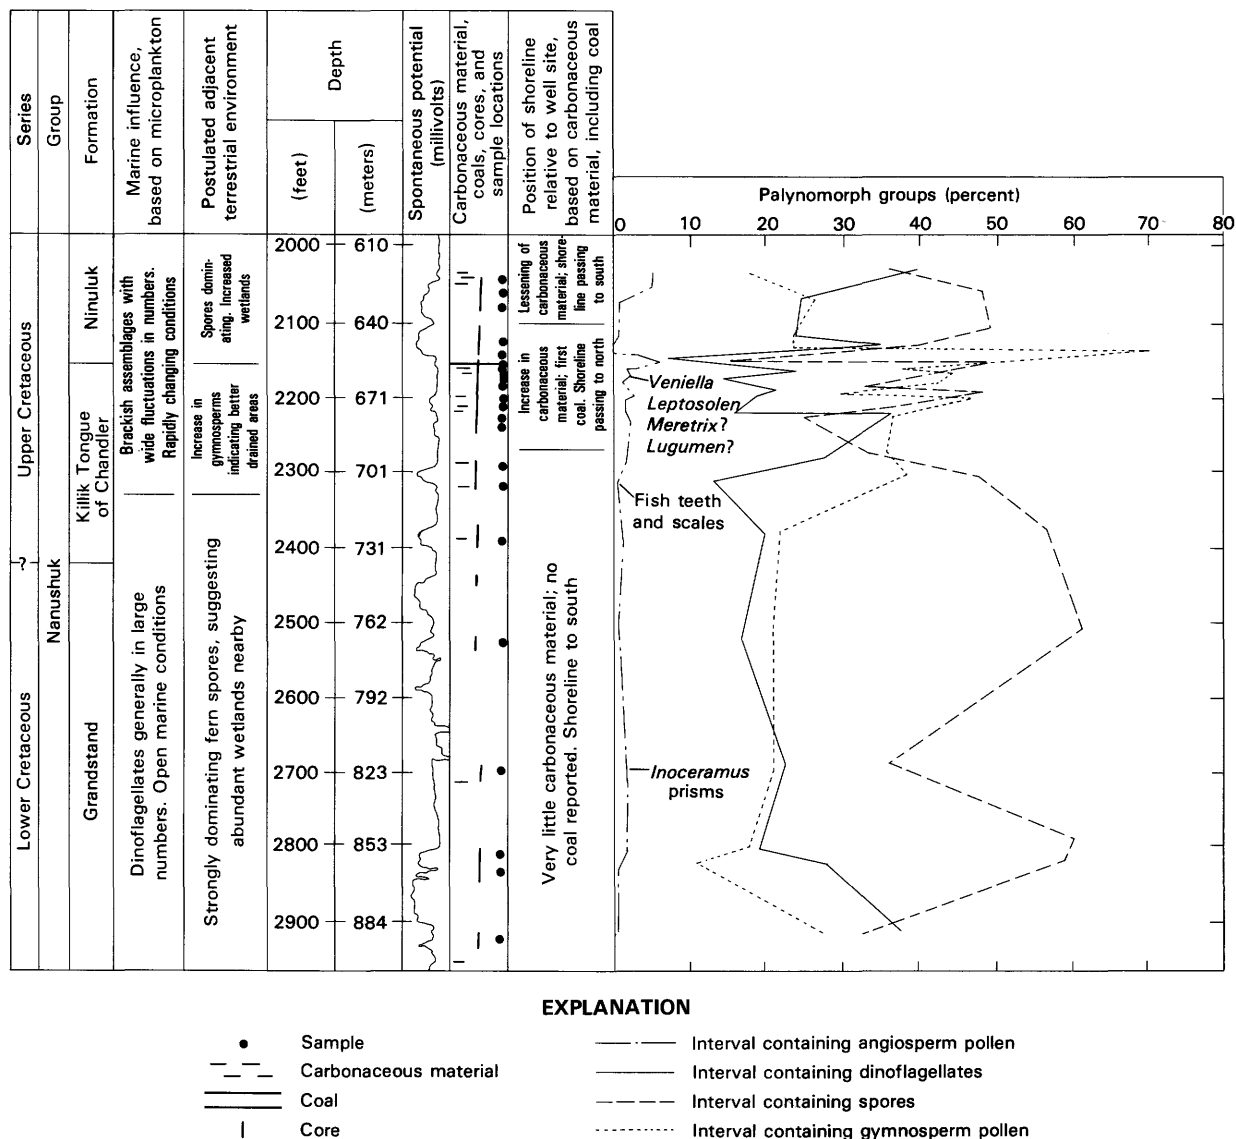 Series
Group
Formation
Marine influence,
based on microplankton
Postulated adjacent
terrestrial environment
Depth
(feet)
(meters)
Spontaneous potential
(millivolts)
Carbonaceous material,
coals, cores, and
sample locations
Position of shoreline
relative to well site,
based on carbonaceous
material, including coal
Palynomorph groups (percent)
0 10 20 30 40 50 60 70 80
Upper Cretaceous
?
Lower Cretaceous
Nanushuk
Ninuluk
Killik Tongue
of Chandler
Grandstand
Brackish assemblages with
wide fluctuations in numbers.
Rapidly changing conditions
Dinoflagellates generally in large
numbers. Open marine conditions
Spores domin-
ating. Increased
wetlands
Increase in
gymnosperms
indicating better
drained areas
Strongly dominating fern spores, suggesting
abundant wetlands nearby
2000 610
2100 640
2200 671
2300 701
2400 731
2500 762
2600 792
2700 823
2800 853
2900 884
Lessening of
carbonaceous
material; shore-
line passing
to south
Increase in
carbonaceous
material; first
coal. Shoreline
passing to north
Very little carbonaceous material; no
coal reported. Shoreline to south
Veniella
Leptosolen
Meretrix?
Lugumen?
Fish teeth
and scales
Inoceramus
prisms
EXPLANATION
Sample
Carbonaceous material
Coal
Core
Interval containing angiosperm pollen
Interval containing dinoflagellates
Interval containing spores
Interval containing gymnosperm pollen